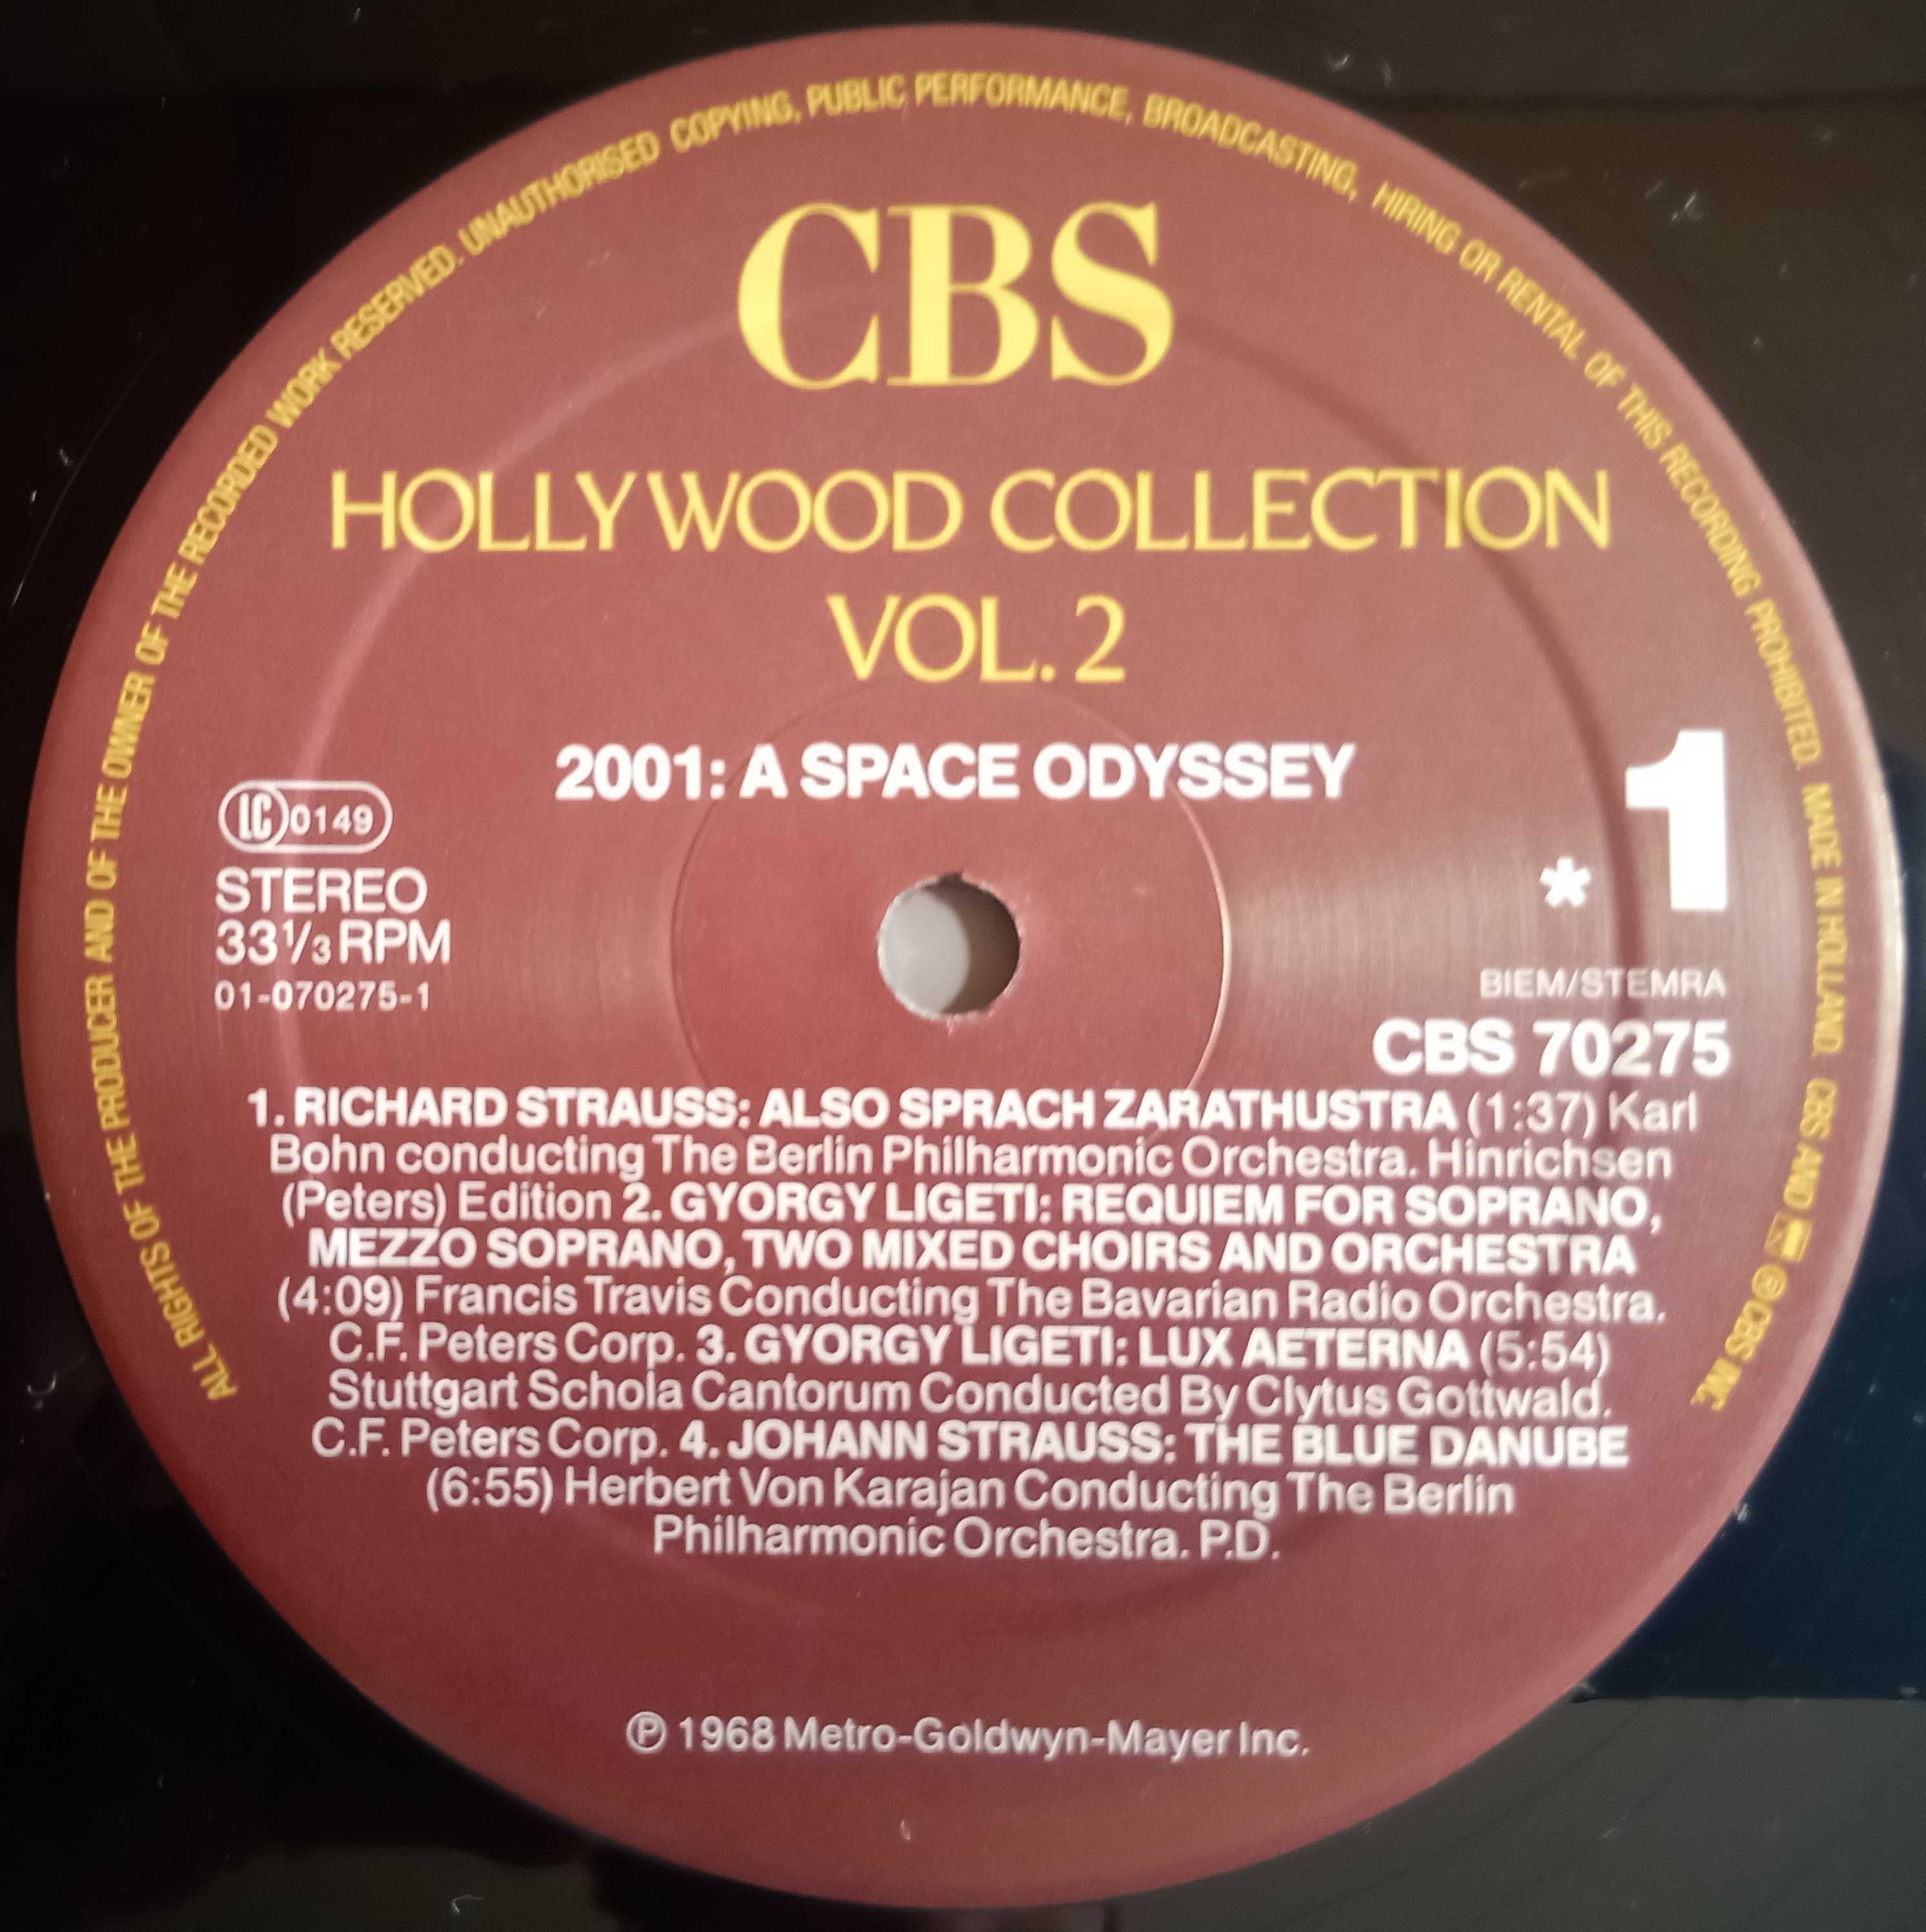 ALL RIGHTS OF THE PRODUCER AND OF THE OWNER OF THE RECORDED WORK RESERVED. UNAUTHORISED COPYING, PUBLIC PERFORMANCE, BROADCASTING, HIRING OR RENTAL OF THIS RECORDING PROHIBITED. MADE IN HOLLAND. CBS AND ℗ CBS INC.
CBS
HOLLYWOOD COLLECTION
VOL. 2
2001: A SPACE ODYSSEY
LC 0149
STEREO
33⅓ RPM
01-070275-1
1
*
BIEM/STEMRA
CBS 70275
1. RICHARD STRAUSS: ALSO SPRACH ZARATHUSTRA (1:37) Karl
Bohn conducting The Berlin Philharmonic Orchestra. Hinrichsen
(Peters) Edition 2. GYORGY LIGETI: REQUIEM FOR SOPRANO,
MEZZO SOPRANO, TWO MIXED CHOIRS AND ORCHESTRA
(4:09) Francis Travis Conducting The Bavarian Radio Orchestra.
C.F. Peters Corp. 3. GYORGY LIGETI: LUX AETERNA (5:54)
Stuttgart Schola Cantorum Conducted By Clytus Gottwald.
C.F. Peters Corp. 4. JOHANN STRAUSS: THE BLUE DANUBE
(6:55) Herbert Von Karajan Conducting The Berlin
Philharmonic Orchestra. P.D.
℗ 1968 Metro-Goldwyn-Mayer Inc.